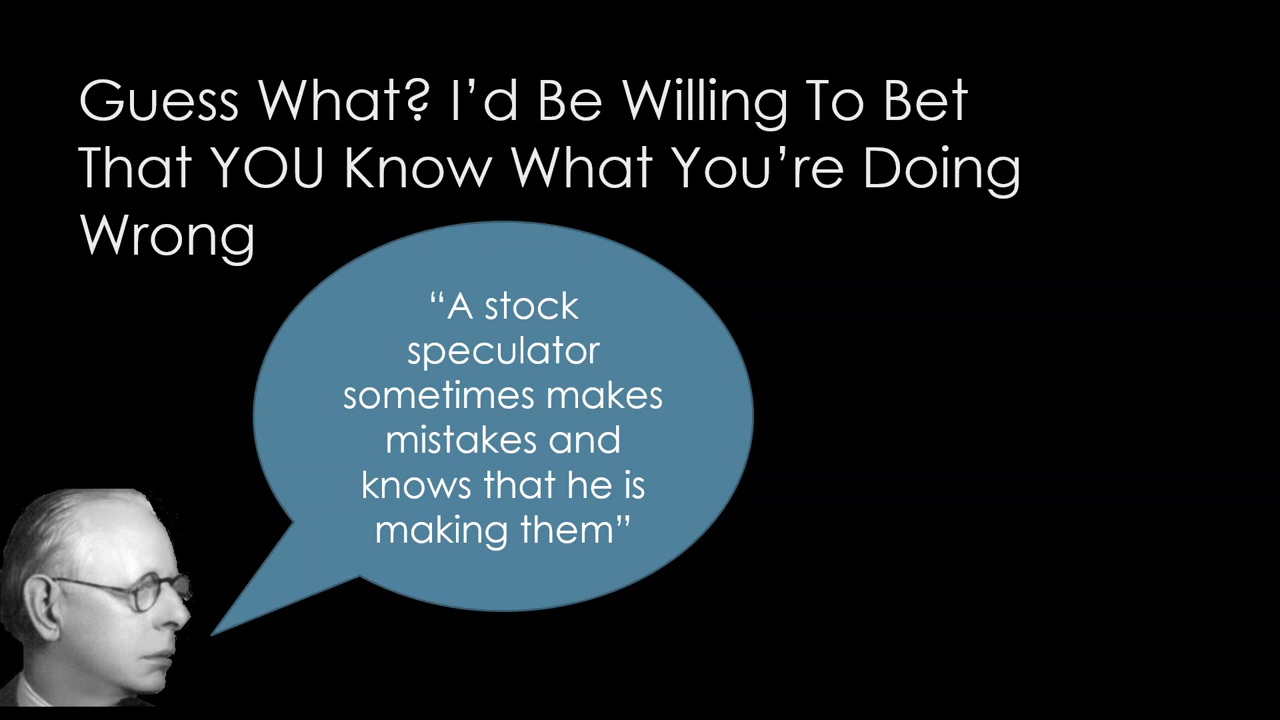 Guess What? I’d Be Willing To Bet
That YOU Know What You’re Doing
Wrong
“A stock
speculator
sometimes makes
mistakes and
knows that he is
making them”